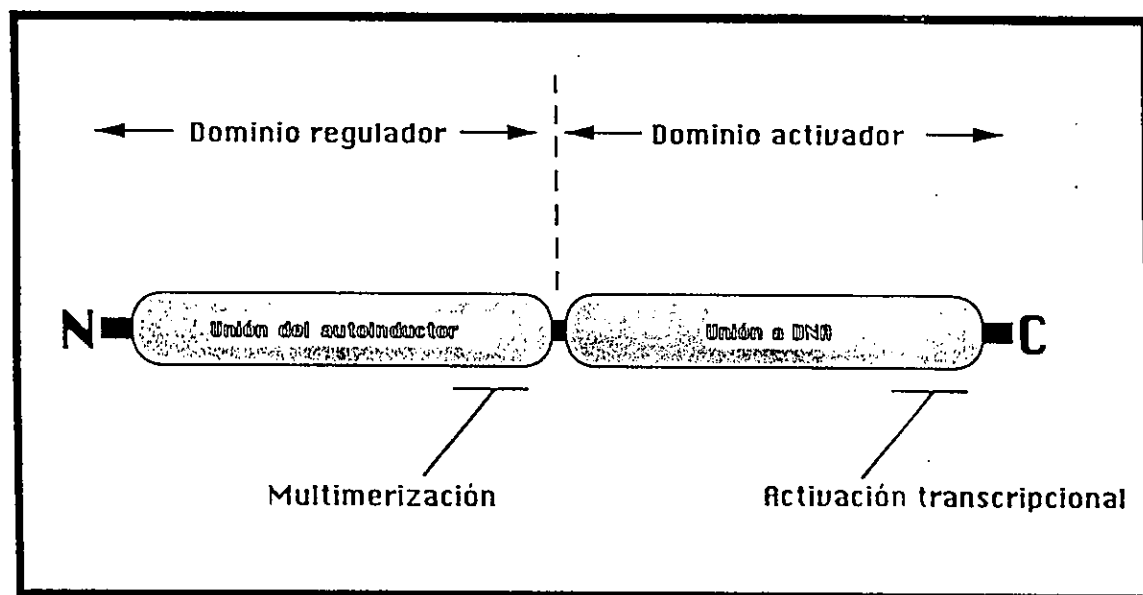 Dominio regulador
Dominio activador
N
Unión del autoinductor
Unión a DNA
C
Multimerización
Activación transcripcional